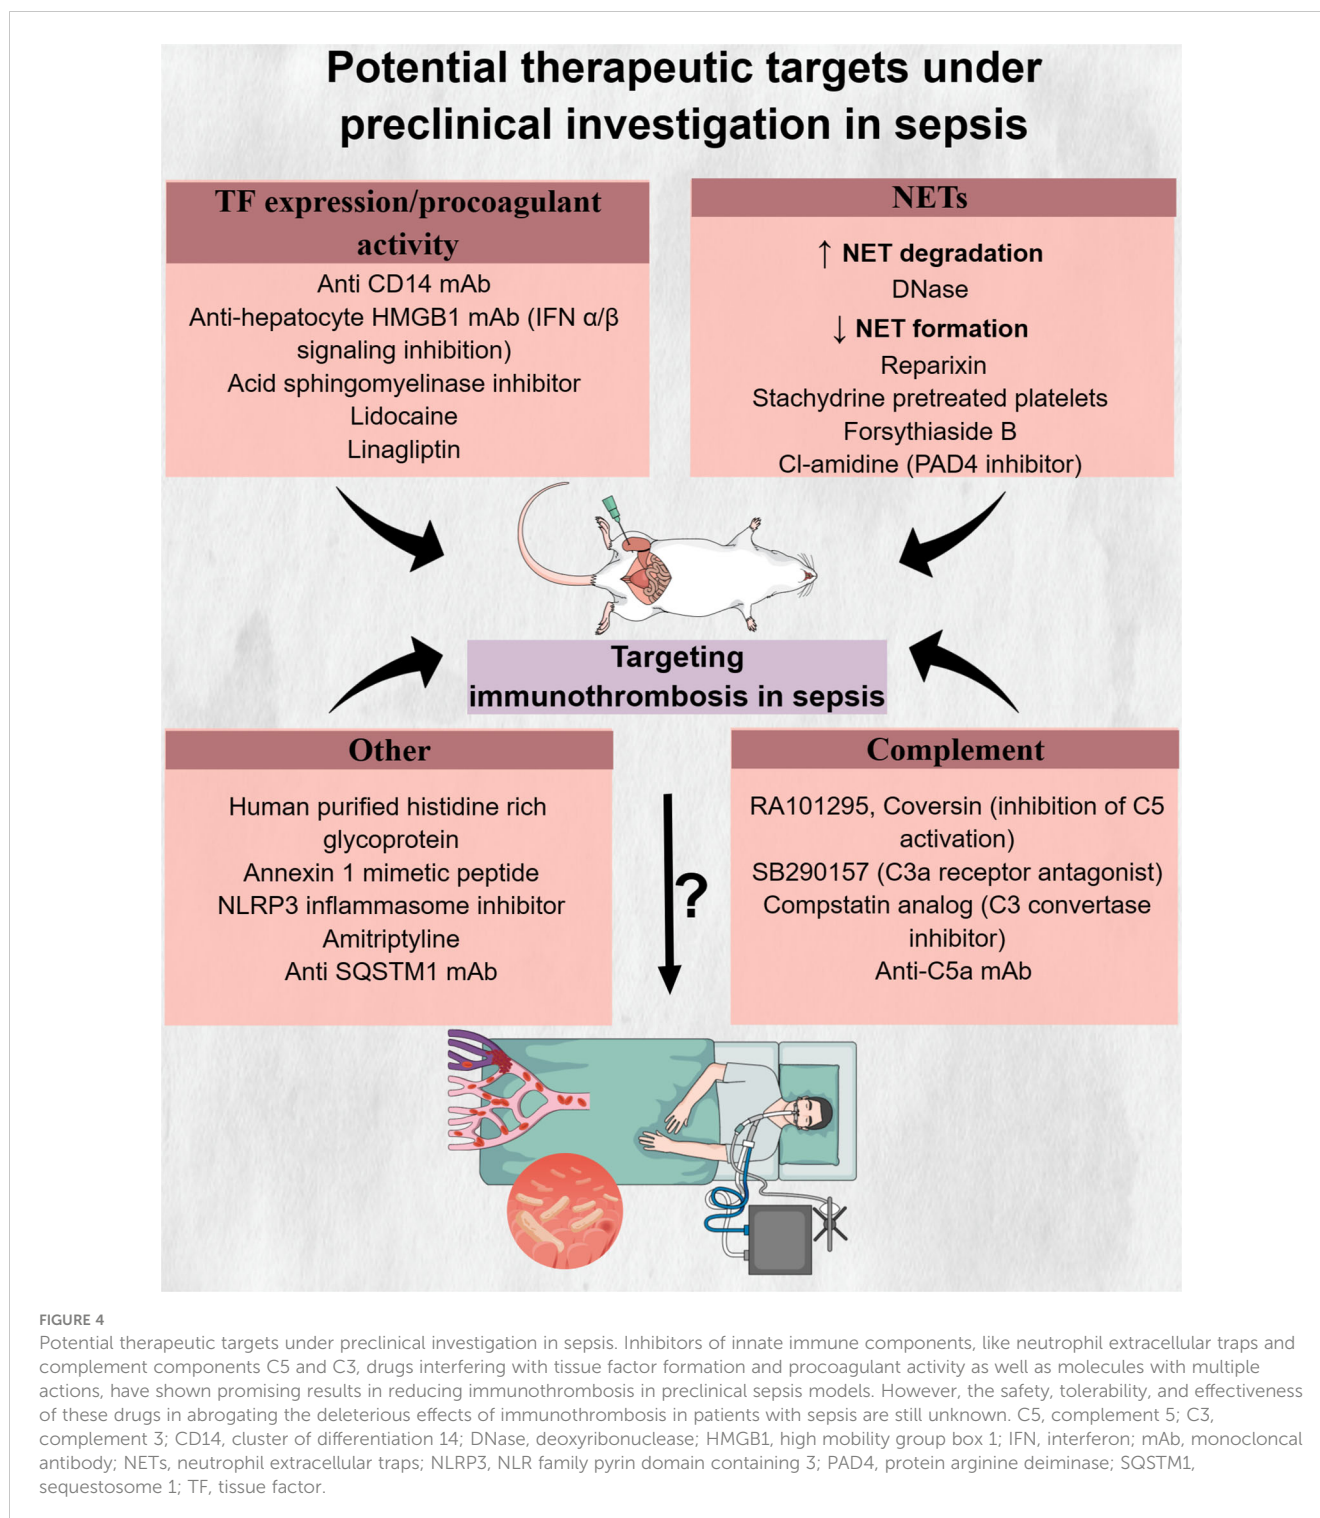 Potential therapeutic targets under
preclinical investigation in sepsis
TF expression/procoagulant
activity
Anti CD14 mAb
Anti-hepatocyte HMGB1 mAb (IFN α/β
signaling inhibition)
Acid sphingomyelinase inhibitor
Lidocaine
Linagliptin
NETs
↑ NET degradation
DNase
↓ NET formation
Reparixin
Stachydrine pretreated platelets
Forsythiaside B
Cl-amidine (PAD4 inhibitor)
Targeting
immunothrombosis in sepsis
Other
Human purified histidine rich
glycoprotein
Annexin 1 mimetic peptide
NLRP3 inflammasome inhibitor
Amitriptyline
Anti SQSTM1 mAb
?
Complement
RA101295, Coversin (inhibition of C5
activation)
SB290157 (C3a receptor antagonist)
Compstatin analog (C3 convertase
inhibitor)
Anti-C5a mAb
FIGURE 4
Potential therapeutic targets under preclinical investigation in sepsis. Inhibitors of innate immune components, like neutrophil extracellular traps and
complement components C5 and C3, drugs interfering with tissue factor formation and procoagulant activity as well as molecules with multiple
actions, have shown promising results in reducing immunothrombosis in preclinical sepsis models. However, the safety, tolerability, and effectiveness
of these drugs in abrogating the deleterious effects of immunothrombosis in patients with sepsis are still unknown. C5, complement 5; C3,
complement 3; CD14, cluster of differentiation 14; DNase, deoxyribonuclease; HMGB1, high mobility group box 1; IFN, interferon; mAb, monocloncal
antibody; NETs, neutrophil extracellular traps; NLRP3, NLR family pyrin domain containing 3; PAD4, protein arginine deiminase; SQSTM1,
sequestosome 1; TF, tissue factor.